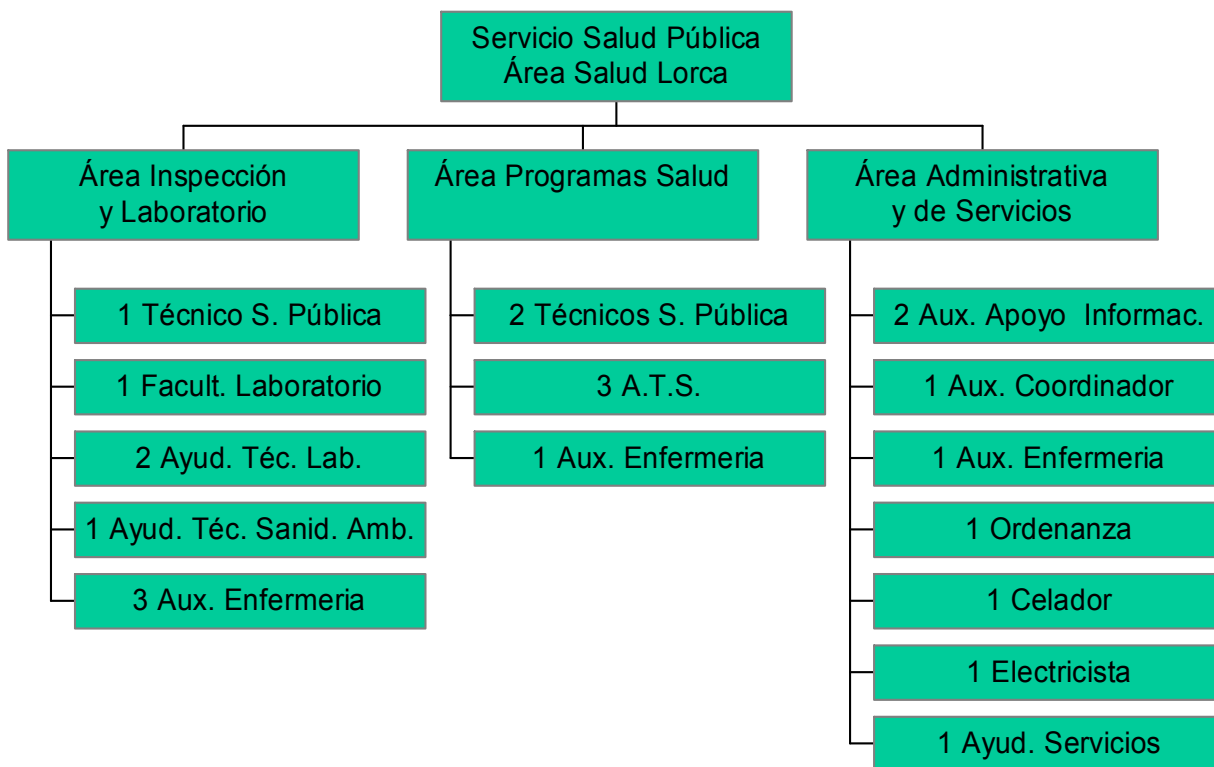 Servicio Salud Pública
Área Salud Lorca
Área Inspección
y Laboratorio
1 Técnico S. Pública
1 Facult. Laboratorio
2 Ayud. Téc. Lab.
1 Ayud. Téc. Sanid. Amb.
3 Aux. Enfermeria
Área Programas Salud
2 Técnicos S. Pública
3 A.T.S.
1 Aux. Enfermeria
Área Administrativa
y de Servicios
2 Aux. Apoyo Informac.
1 Aux. Coordinador
1 Aux. Enfermeria
1 Ordenanza
1 Celador
1 Electricista
1 Ayud. Servicios